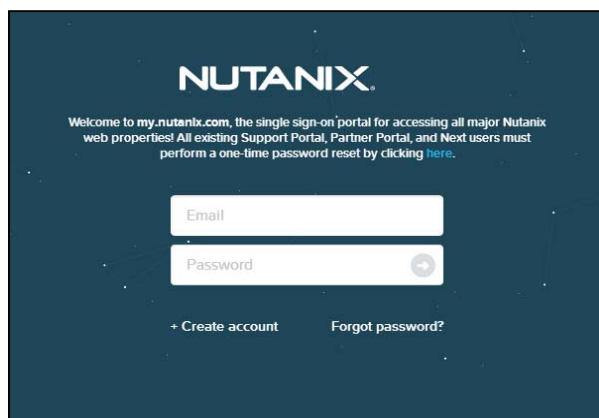 NUTANIX.
Welcome to my.nutanix.com, the single sign-on portal for accessing all major Nutanix
web properties! All existing Support Portal, Partner Portal, and Next users must
perform a one-time password reset by clicking here.
Email
Password
+ Create account Forgot password?